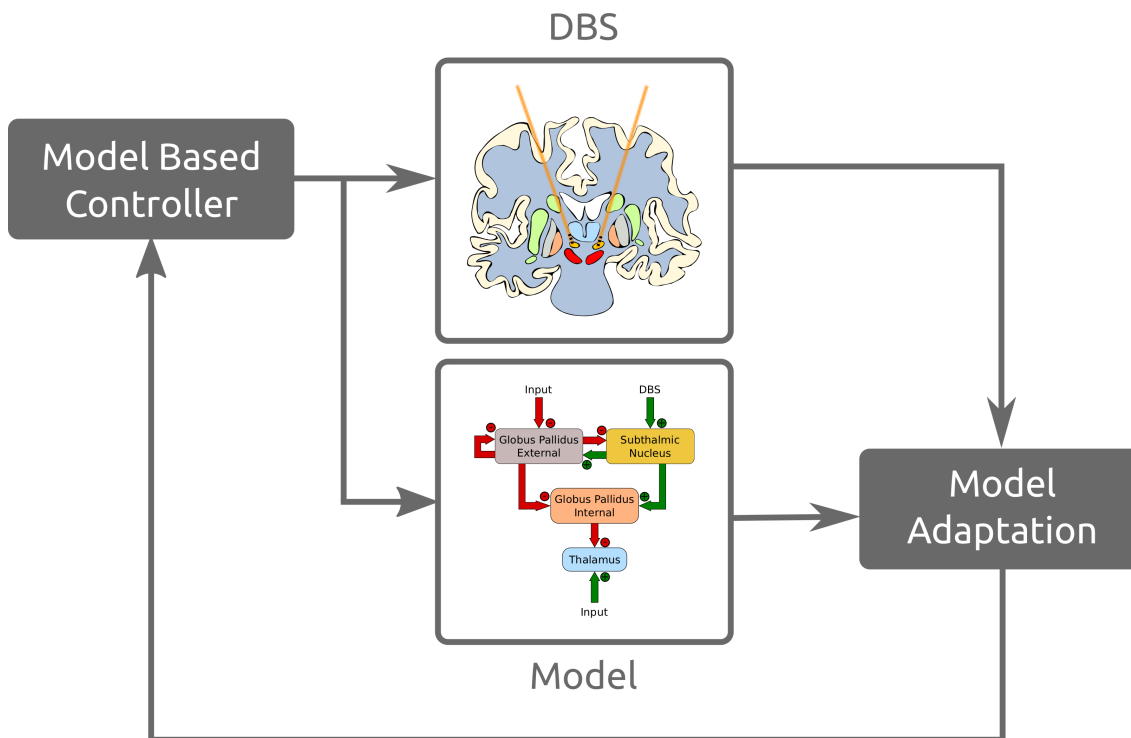 DBS
Model Based
Controller
Input
DBS
Globus Pallidus
External
Subthalmic
Nucleus
Globus Pallidus
Internal
Thalamus
Input
Model
Adaptation
Model